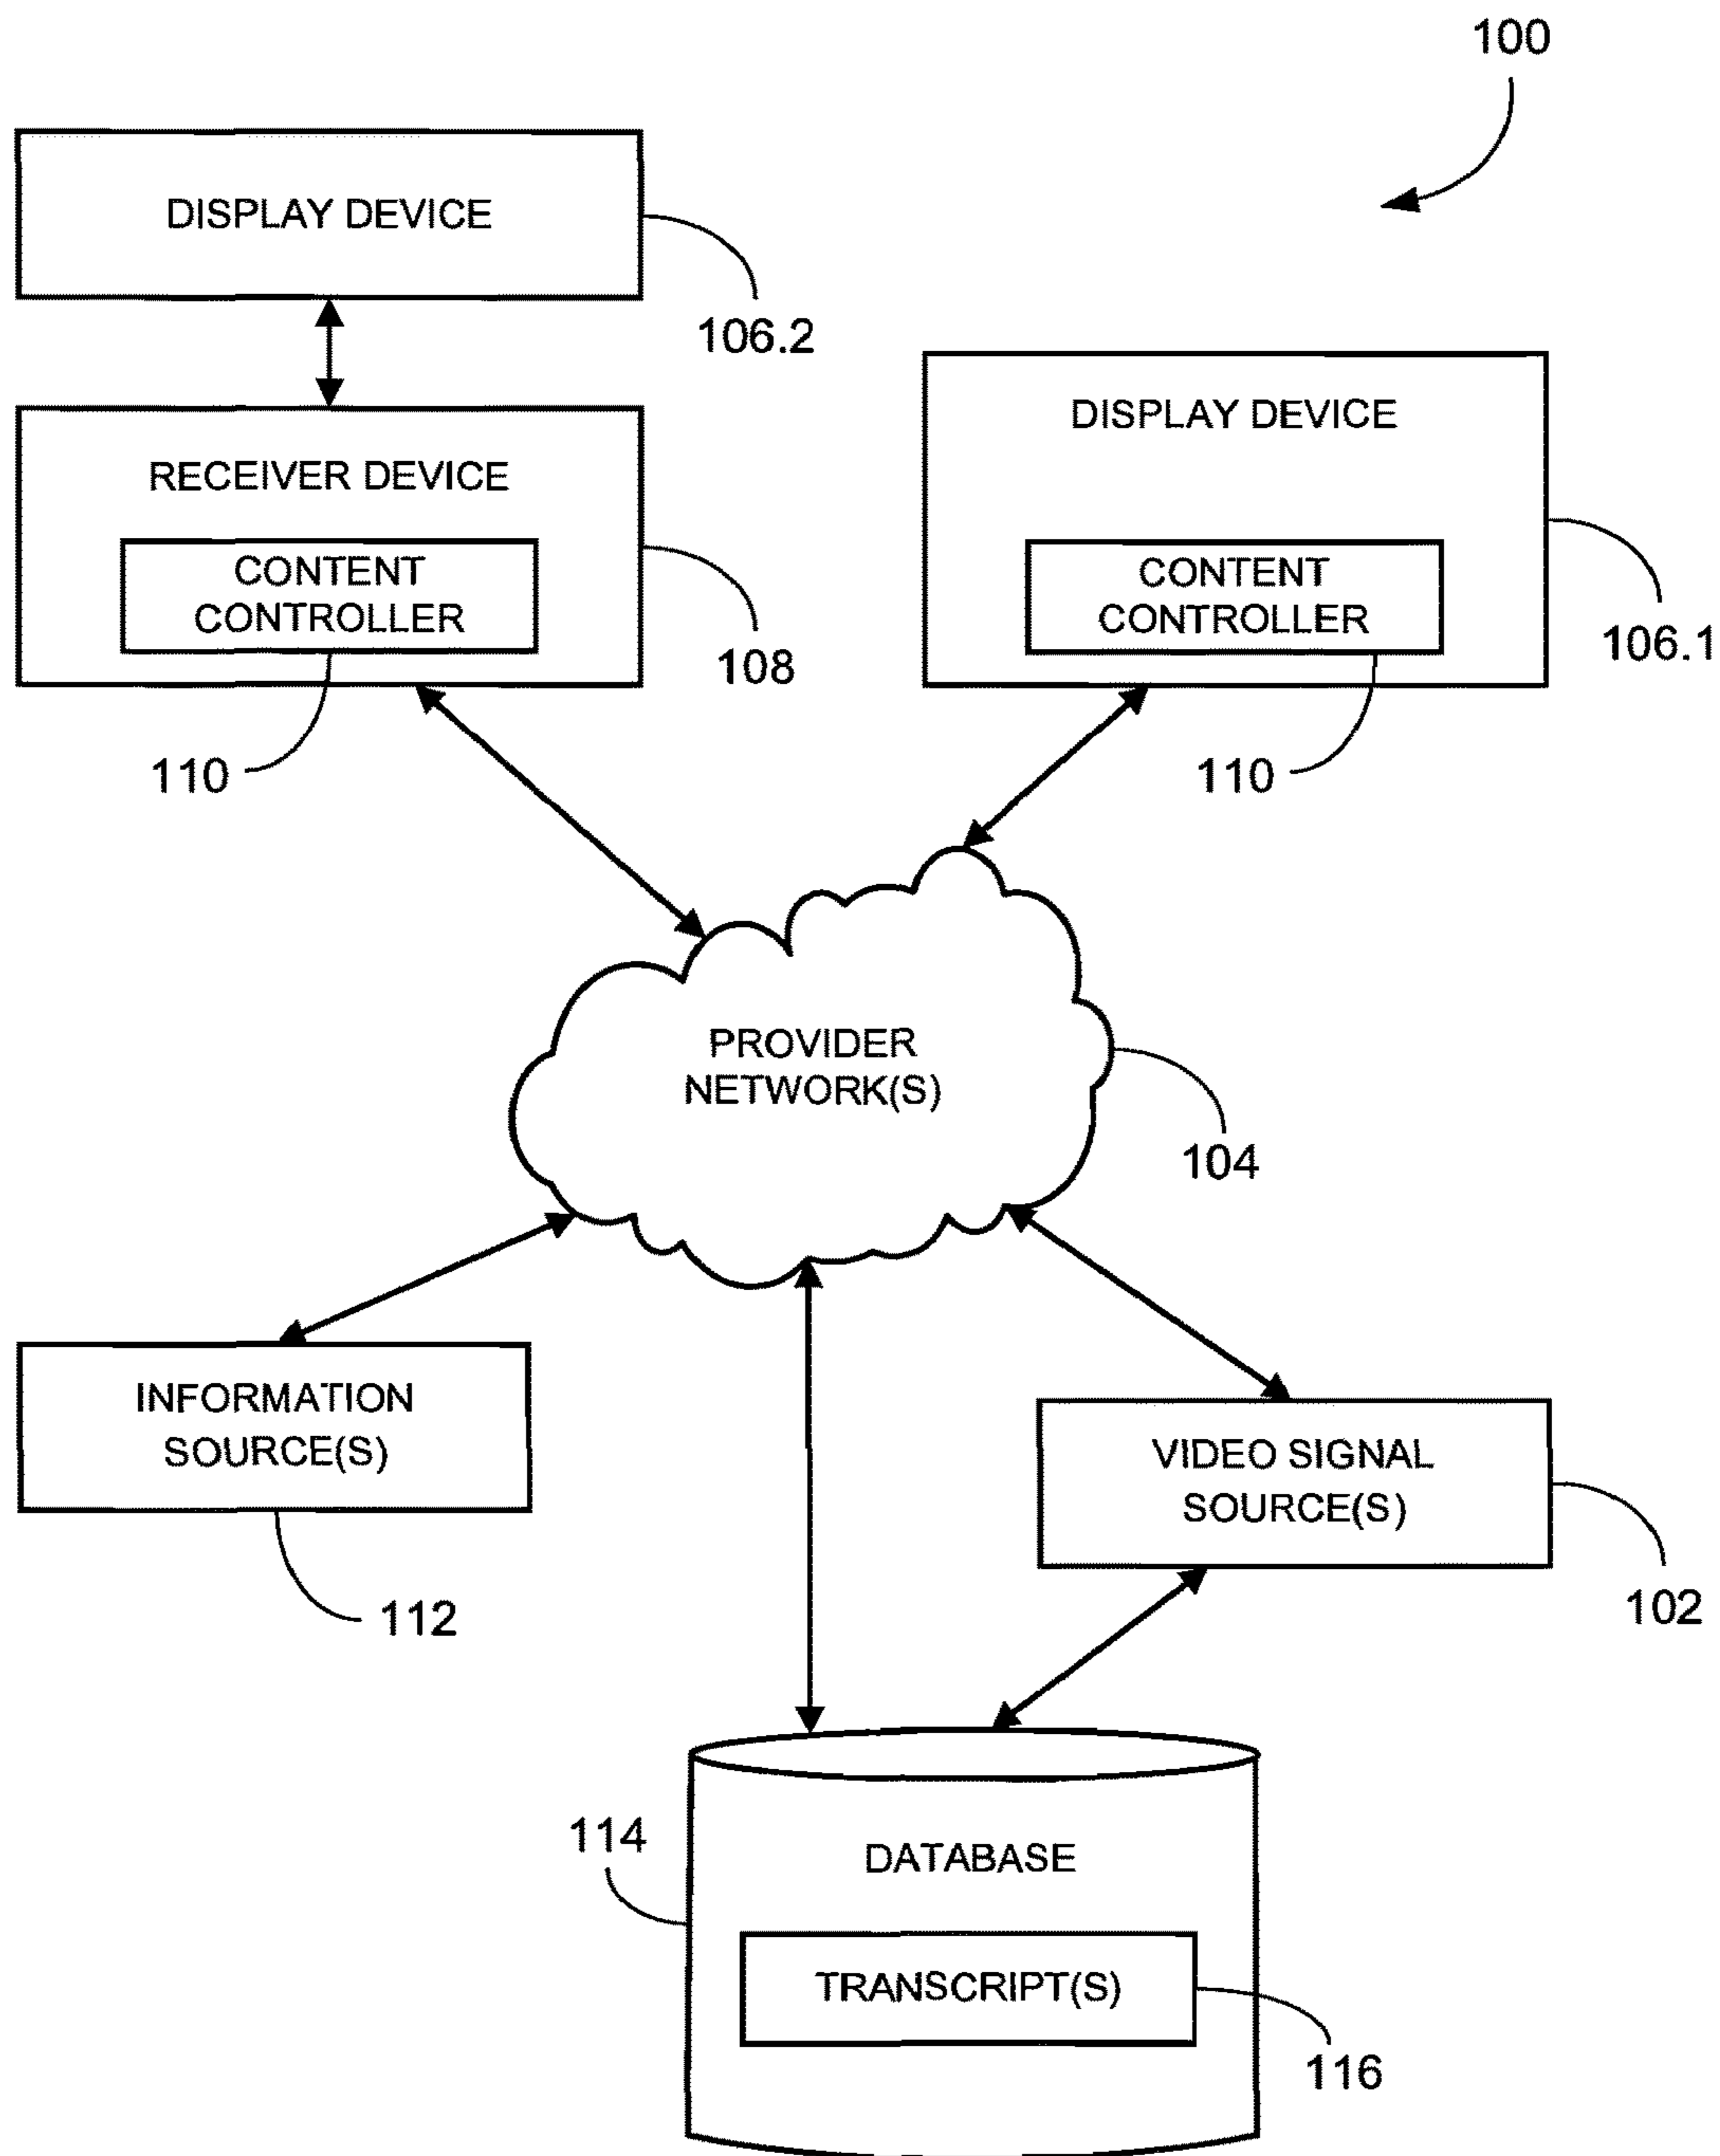 100
DISPLAY DEVICE
106.2
RECEIVER DEVICE
CONTENT
CONTROLLER
108
110
DISPLAY DEVICE
CONTENT
CONTROLLER
106.1
110
PROVIDER
NETWORK(S)
104
INFORMATION
SOURCE(S)
112
VIDEO SIGNAL
SOURCE(S)
102
114
DATABASE
TRANSCRIPT(S)
116